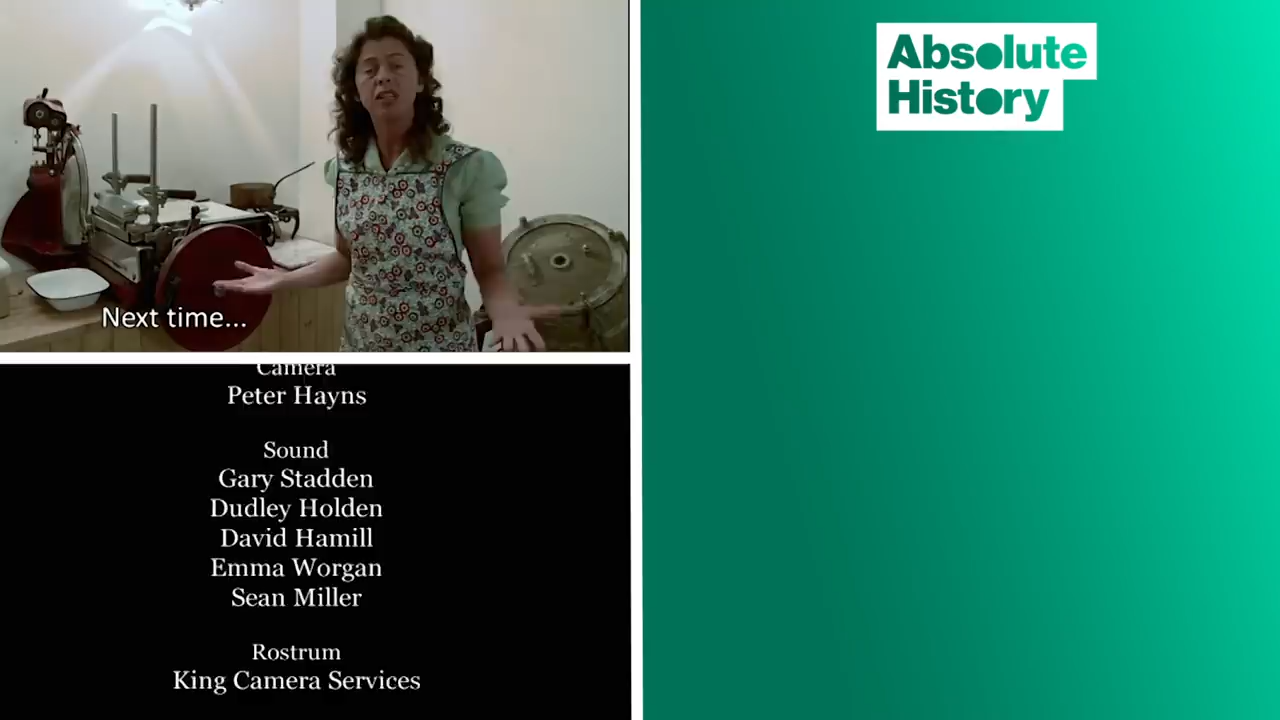 Absolute
History
Next time...
Camera
Peter Hayns
Sound
Gary Stadden
Dudley Holden
David Hamill
Emma Worgan
Sean Miller
Rostrum
King Camera Services